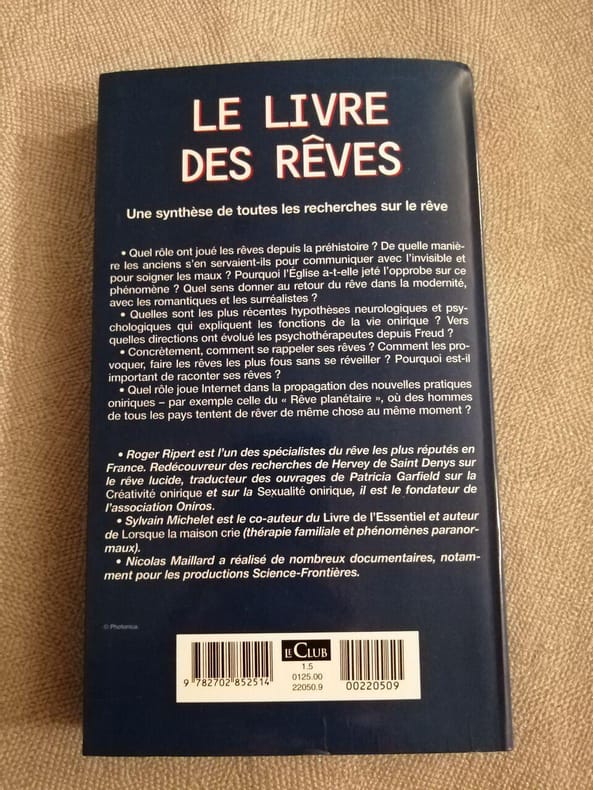 LE LIVRE
DES RÊVES
Une synthèse de toutes les recherches sur le rêve
• Quel rôle ont joué les rêves depuis la préhistoire ? De quelle maniè-
re les anciens s'en servaient-ils pour communiquer avec l'invisible et
pour soigner les maux ? Pourquoi l'Église a-t-elle jeté l'opprobe sur ce
phénomène ? Quel sens donner au retour du rêve dans la modernité,
avec les romantiques et les surréalistes ?
• Quelles sont les plus récentes hypothèses neurologiques et psy-
chologiques qui expliquent les fonctions de la vie onirique ? Vers
quelles directions ont évolué les psychothérapeutes depuis Freud ?
• Concrètement, comment se rappeler ses rêves ? Comment les pro-
voquer, faire les rêves les plus fous sans se réveiller ? Pourquoi est-il
important de raconter ses rêves ?
• Quel rôle joue Internet dans la propagation des nouvelles pratiques
oniriques – par exemple celle du « Rêve planétaire », où des hommes
de tous les pays tentent de rêver de même chose au même moment ?
• Roger Ripert est l'un des spécialistes du rêve les plus réputés en
France. Redécouvreur des recherches de Hervey de Saint Denys sur
le rêve lucide, traducteur des ouvrages de Patricia Garfield sur la
Créativité onirique et sur la Sexualité onirique, il est le fondateur de
l'association Oniros.
• Sylvain Michelet est le co-auteur du Livre de l'Essentiel et auteur
de Lorsque la maison crie (thérapie familiale et phénomènes paranor-
maux).
• Nicolas Maillard a réalisé de nombreux documentaires, notam-
ment pour les productions Science-Frontières.
© Photonica
LE CLUB
1.5
0125.00
22050.9
9 782702 852514
00220509